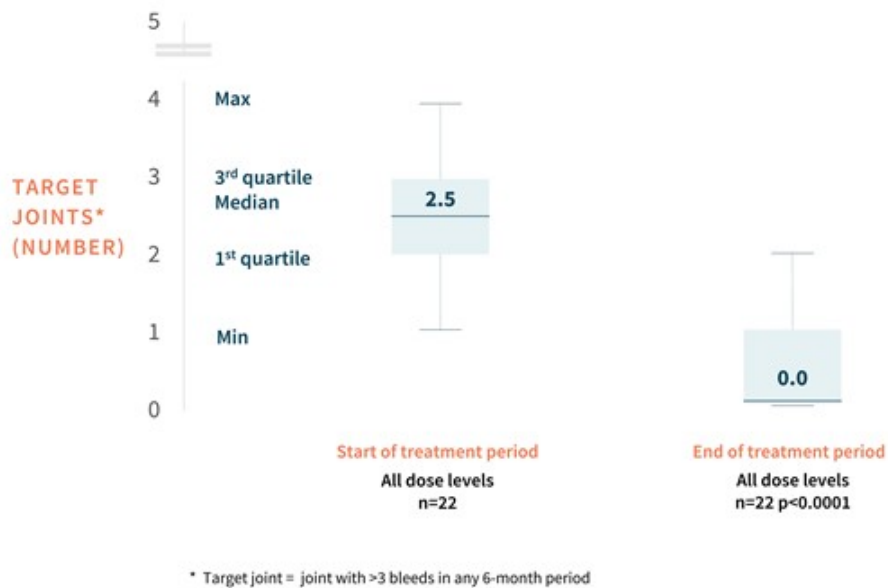 5
4
Max
3
3rd quartile
Median
TARGET
JOINTS*
(NUMBER)
2.5
2
1st quartile
1
Min
0.0
0
Start of treatment period
All dose levels
n=22
End of treatment period
All dose levels
n=22 p<0.0001
* Target joint = joint with >3 bleeds in any 6-month period